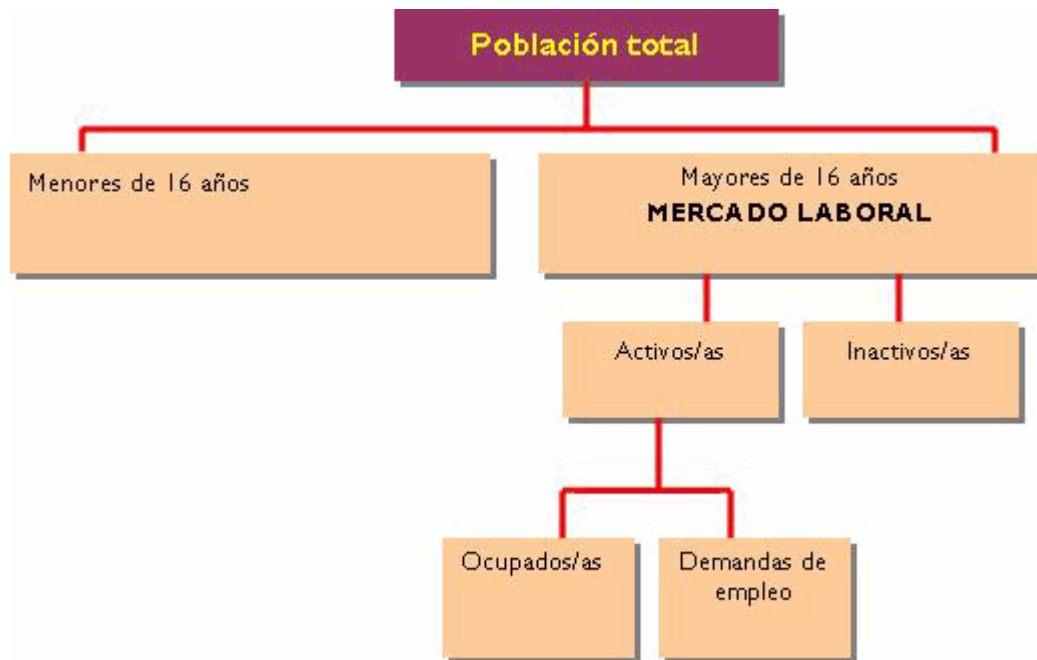 Población total
Menores de 16 años
Mayores de 16 años
MERCADO LABORAL
Activos/as
Inactivos/as
Ocupados/as
Demandas de
empleo